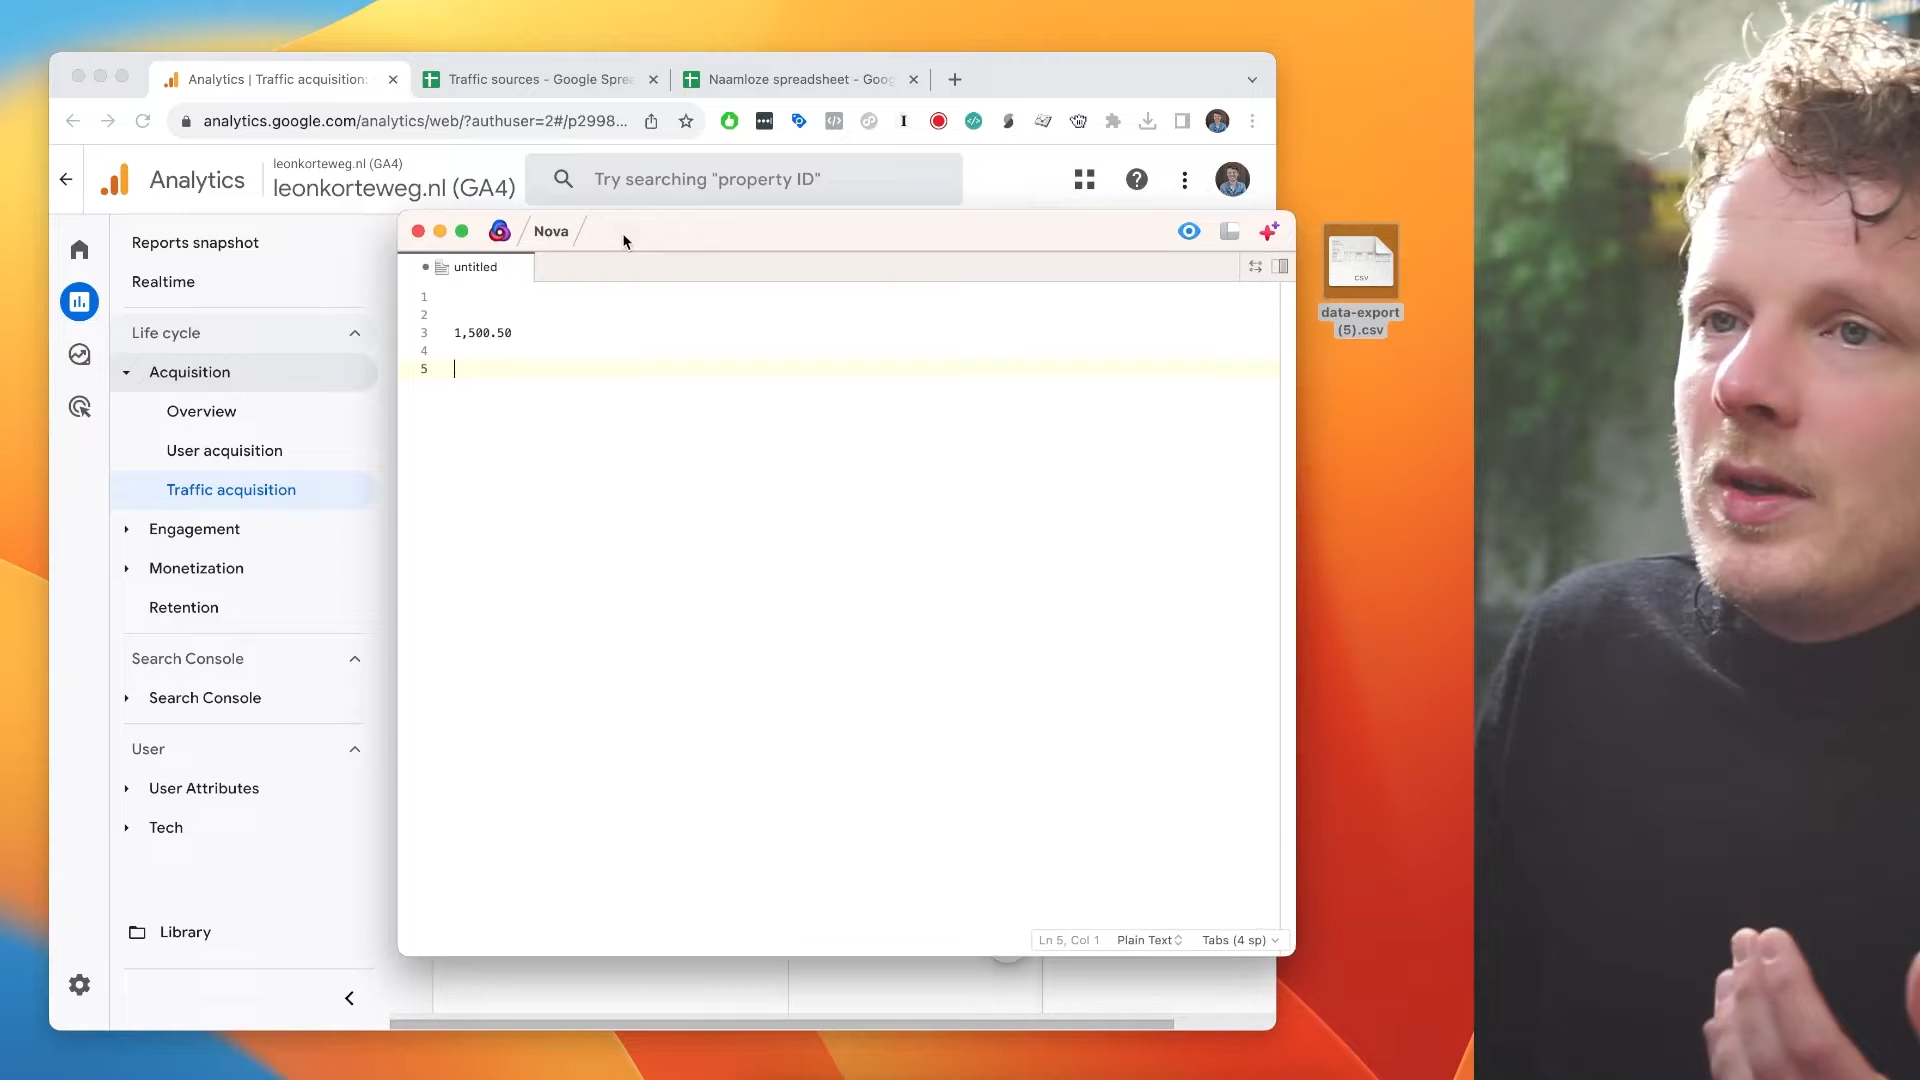 Analytics | Traffic acquisition:
Traffic sources - Google Sprea
Naamloze spreadsheet - Goog
analytics.google.com/analytics/web/?authuser=2#/p2998...
Analytics
leonkorteweg.nl (GA4)
leonkorteweg.nl (GA4)
Try searching "property ID"
Reports snapshot
Realtime
Life cycle
Acquisition
Overview
User acquisition
Traffic acquisition
Engagement
Monetization
Retention
Search Console
Search Console
User
User Attributes
Tech
Library
Nova
untitled
1
2
3 1,500.50
4
5
Ln 5, Col 1 Plain Text Tabs (4 sp)
CSV
data-export
(5).csv